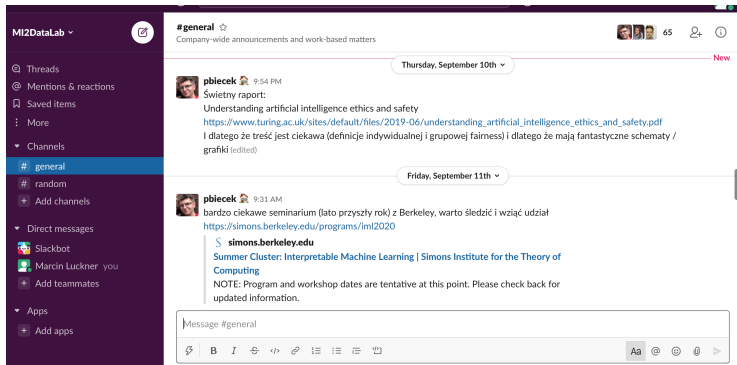 MI2DataLab
Threads
Mentions & reactions
Saved items
More
Channels
# general
# random
+ Add channels
Direct messages
Slackbot
Marcin Luckner you
+ Add teammates
Apps
+ Add apps
#general
Company-wide announcements and work-based matters
65
Thursday, September 10th
New
pbiecek 9:54 PM
Świetny raport:
Understanding artificial intelligence ethics and safety
https://www.turing.ac.uk/sites/default/files/2019-06/understanding_artificial_intelligence_ethics_and_safety.pdf
I dlatego że treść jest ciekawa (definicje indywidualnej i grupowej fairness) i dlatego że mają fantastyczne schematy /
grafiki (edited)
Friday, September 11th
pbiecek 9:31 AM
bardzo ciekawe seminarium (lato przyszły rok) z Berkeley, warto śledzić i wziąć udział
https://simons.berkeley.edu/programs/iml2020
simons.berkeley.edu
Summer Cluster: Interpretable Machine Learning | Simons Institute for the Theory of
Computing
NOTE: Program and workshop dates are tentative at this point. Please check back for
updated information.
Message #general
B I S </> Aa @